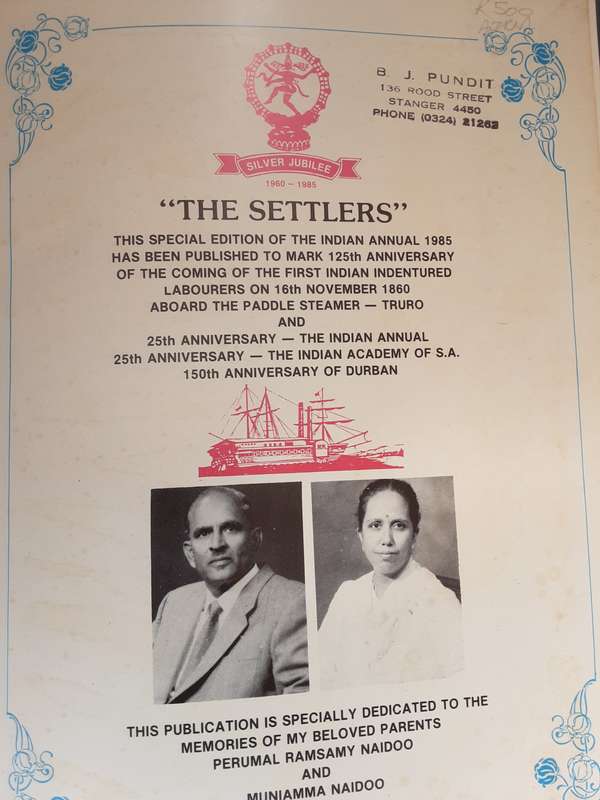 K 509
B. J. PUNDIT
136 ROOD STREET
STANGER 4450
PHONE (0324) 21262
SILVER JUBILEE
1960 – 1985
“THE SETTLERS”
THIS SPECIAL EDITION OF THE INDIAN ANNUAL 1985
HAS BEEN PUBLISHED TO MARK 125th ANNIVERSARY
OF THE COMING OF THE FIRST INDIAN INDENTURED
LABOURERS ON 16th NOVEMBER 1860
ABOARD THE PADDLE STEAMER — TRURO
AND
25th ANNIVERSARY — THE INDIAN ANNUAL
25th ANNIVERSARY — THE INDIAN ACADEMY OF S.A.
150th ANNIVERSARY OF DURBAN
THIS PUBLICATION IS SPECIALLY DEDICATED TO THE
MEMORIES OF MY BELOVED PARENTS
PERUMAL RAMSAMY NAIDOO
AND
MUNIAMMA NAIDOO